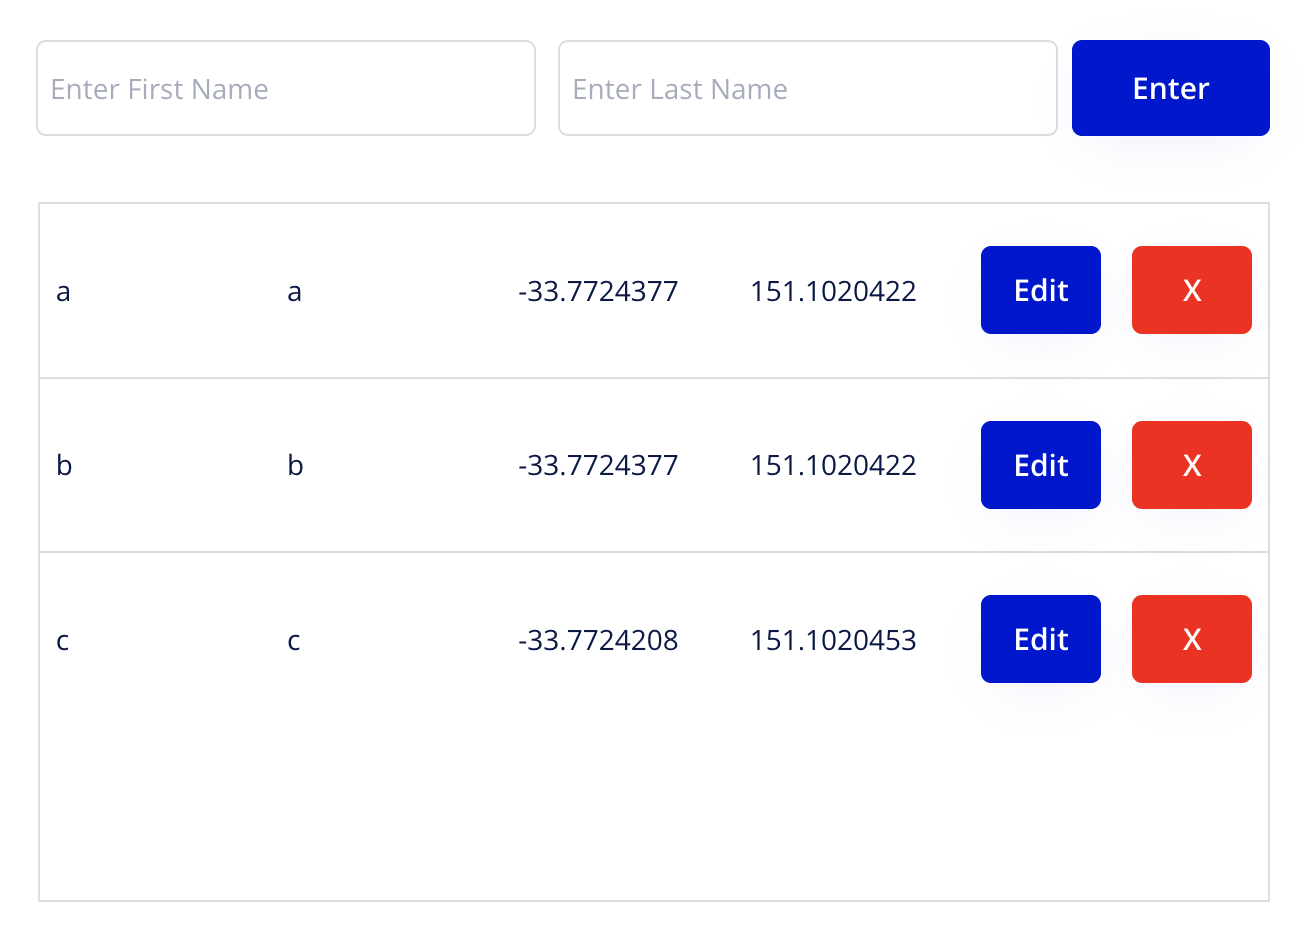 Enter First Name Enter Last Name Enter
a a -33.7724377 151.1020422 Edit X
b b -33.7724377 151.1020422 Edit X
c c -33.7724208 151.1020453 Edit X